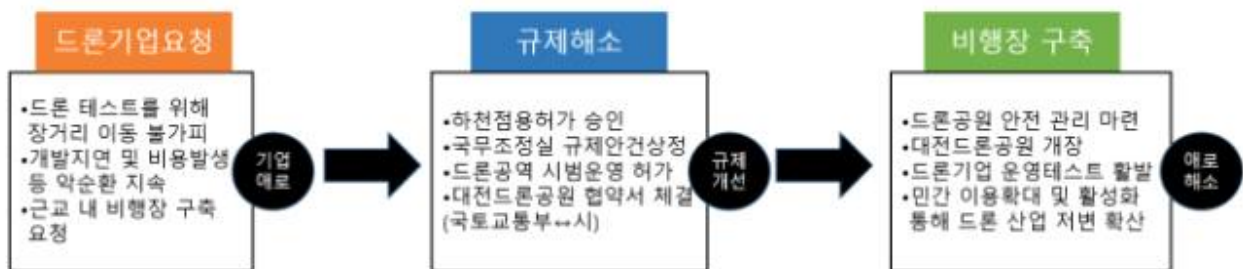 드론기업요청
•드론 테스트를 위해
장거리 이동 불가피
•개발지연 및 비용발생
등 악순환 지속
•근교 내 비행장 구축
요청
기업
애로
규제해소
•하천점용허가 승인
•국무조정실 규제안건상정
•드론공역 시범운영 허가
•대전드론공원 협약서 체결
(국토교통부↔시)
규제
개선
비행장 구축
•드론공원 안전 관리 마련
•대전드론공원 개장
•드론기업 운영테스트 활발
•민간 이용확대 및 활성화
통해 드론 산업 저변 확산
애로
해소